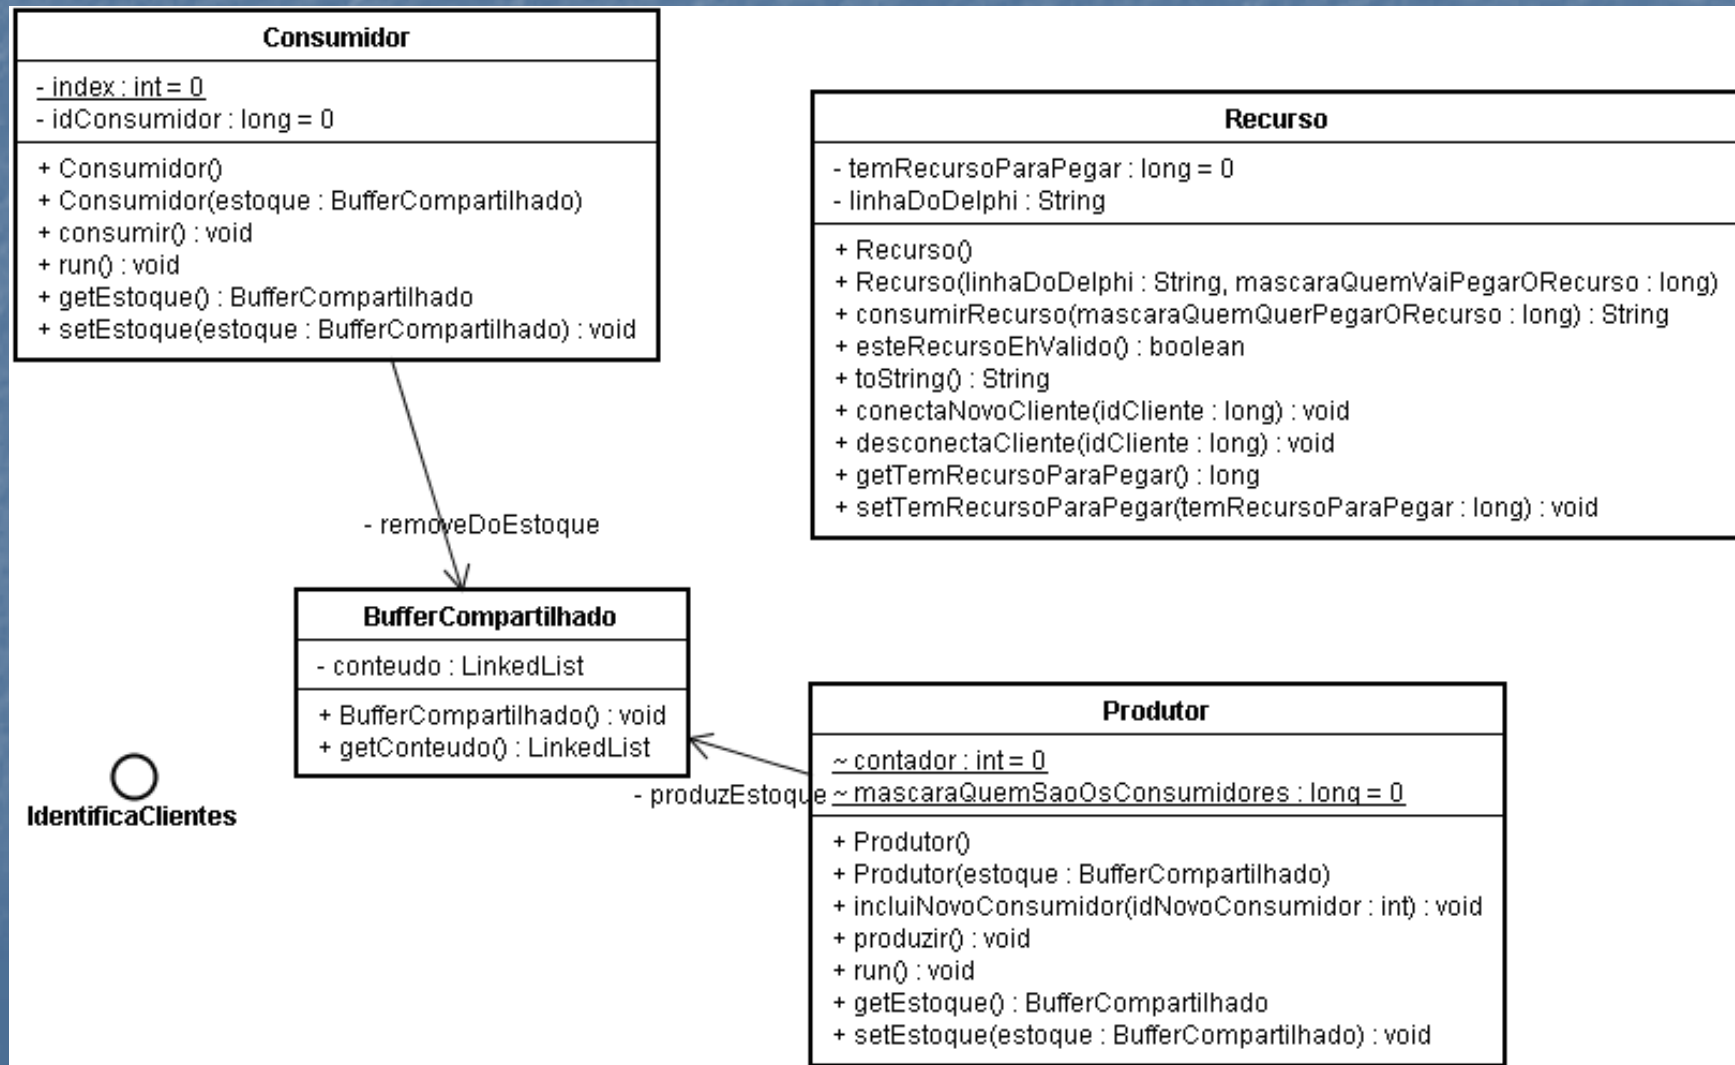 Consumidor
- index : int = 0
- idConsumidor : long = 0
+ Consumidor()
+ Consumidor(estoque : BufferCompartilhado)
+ consumir() : void
+ run() : void
+ getEstoque() : BufferCompartilhado
+ setEstoque(estoque : BufferCompartilhado) : void
Recurso
- temRecursoParaPegar : long = 0
- linhaDoDelphi : String
+ Recurso()
+ Recurso(linhaDoDelphi : String, mascaraQuemVaiPegarORecurso : long)
+ consumirRecurso(mascaraQuemQuerPegarORecurso : long) : String
+ esteRecursoEhValido() : boolean
+ toString() : String
+ conectaNovoCliente(idCliente : long) : void
+ desconectaCliente(idCliente : long) : void
+ getTemRecursoParaPegar() : long
+ setTemRecursoParaPegar(temRecursoParaPegar : long) : void
- removeDoEstoque
BufferCompartilhado
- conteudo : LinkedList
+ BufferCompartilhado() : void
+ getConteudo() : LinkedList
IdentificaClientes
- produzEstoque
Produtor
~ contador : int = 0
~ mascaraQuemSaoOsConsumidores : long = 0
+ Produtor()
+ Produtor(estoque : BufferCompartilhado)
+ incluiNovoConsumidor(idNovoConsumidor : int) : void
+ produzir() : void
+ run() : void
+ getEstoque() : BufferCompartilhado
+ setEstoque(estoque : BufferCompartilhado) : void